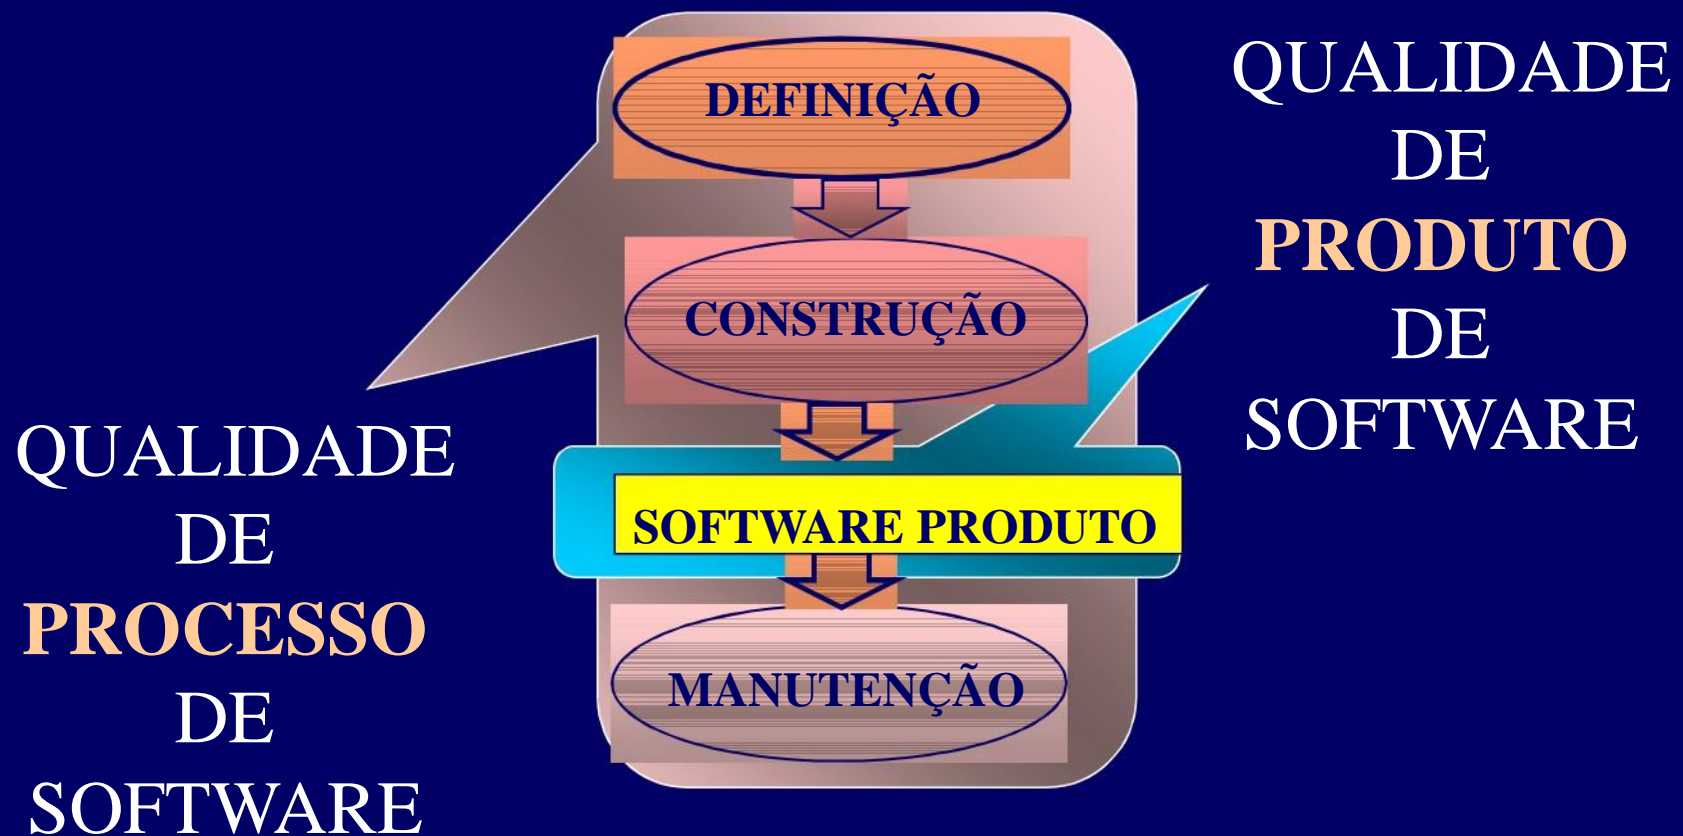 DEFINIÇÃO
CONSTRUÇÃO
SOFTWARE PRODUTO
MANUTENÇÃO
QUALIDADE
DE
PROCESSO
DE
SOFTWARE
QUALIDADE
DE
PRODUTO
DE
SOFTWARE